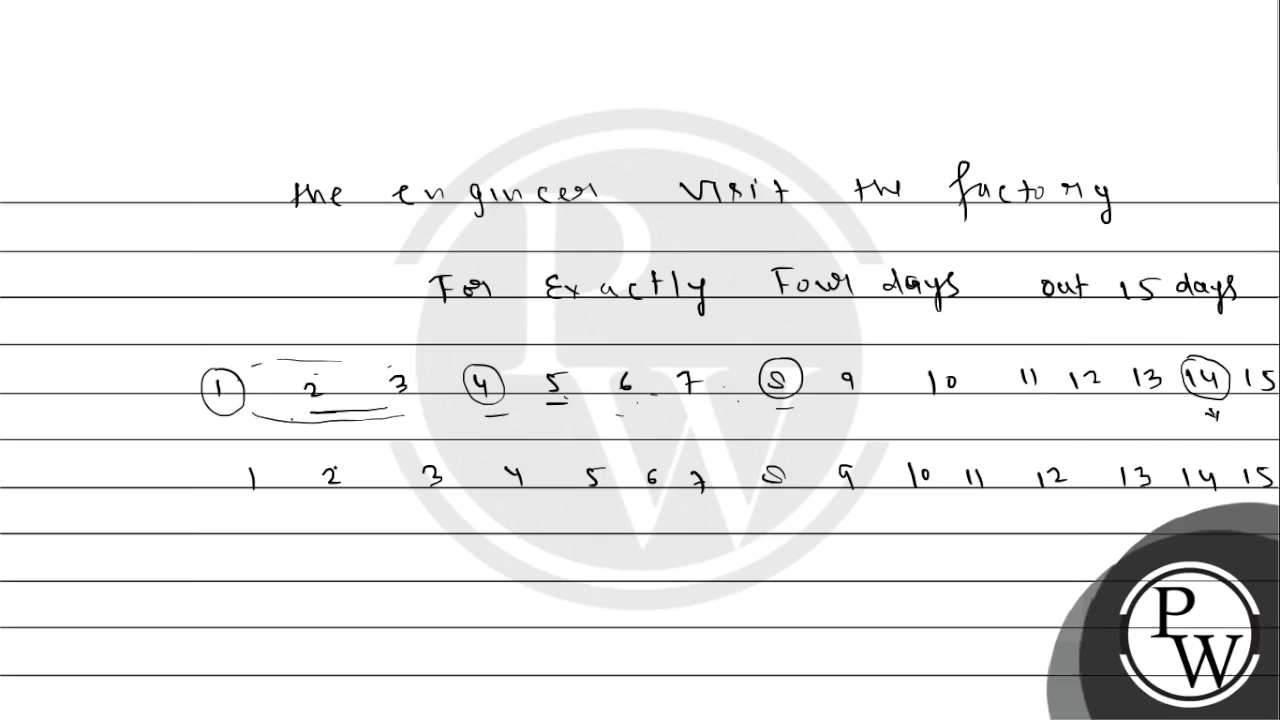 the engineer visit the factory
For Exactly Four days out 15 days
1 2 3 4 5 6 7 8 9 10 11 12 13 14 15
1 2 3 4 5 6 7 8 9 10 11 12 13 14 15
PW
PW